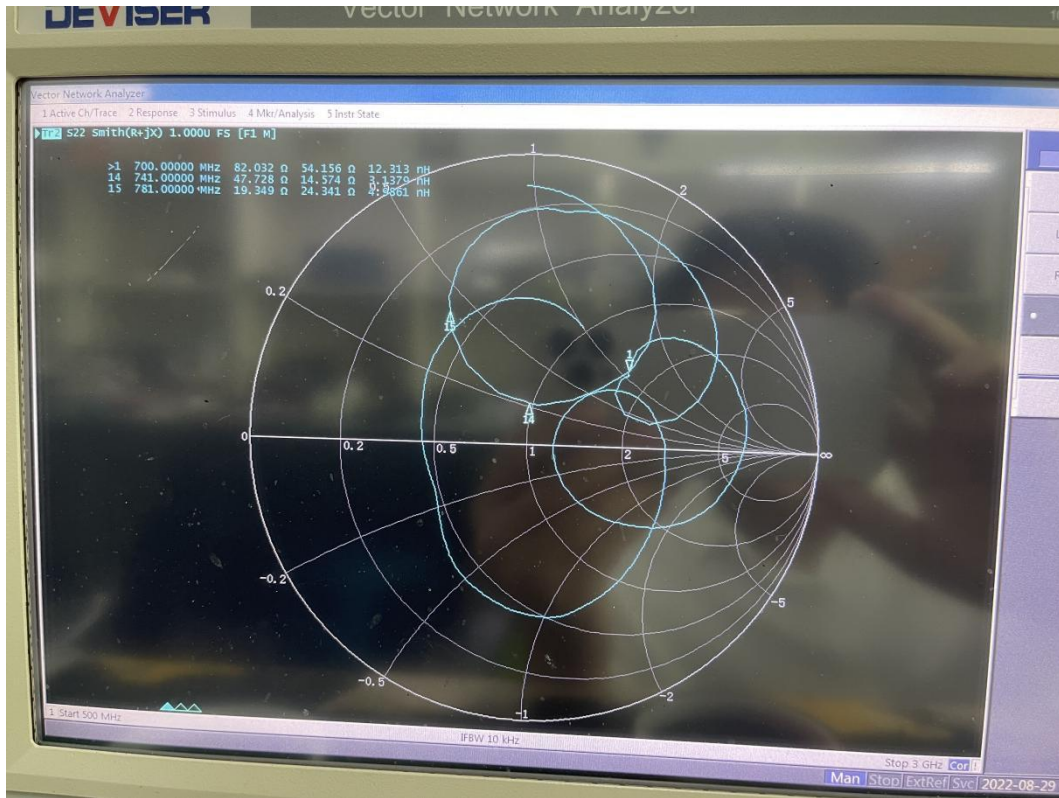 DEVISER Vector Network Analyzer
Vector Network Analyzer
1 Active Ch/Trace 2 Response 3 Stimulus 4 Mkr/Analysis 5 Instr State
Tr2 S22 Smith(R+jX) 1.000U FS [F1 M]
>1 700.00000 MHz 82.032 Ω 54.156 Ω 12.313 nH
14 741.00000 MHz 47.728 Ω 14.574 Ω 3.1379 nH
15 781.00000 MHz 19.349 Ω 24.341 Ω nH
1
2
0.2
5
15
1
14
0
0.2
0.5
1
2
5
∞
-0.2
-5
-0.5
-1
-2
1 Start 500 MHz
IFBW 10 kHz
Stop 3 GHz Cor !
Man Stop ExtRef Svc 2022-08-29